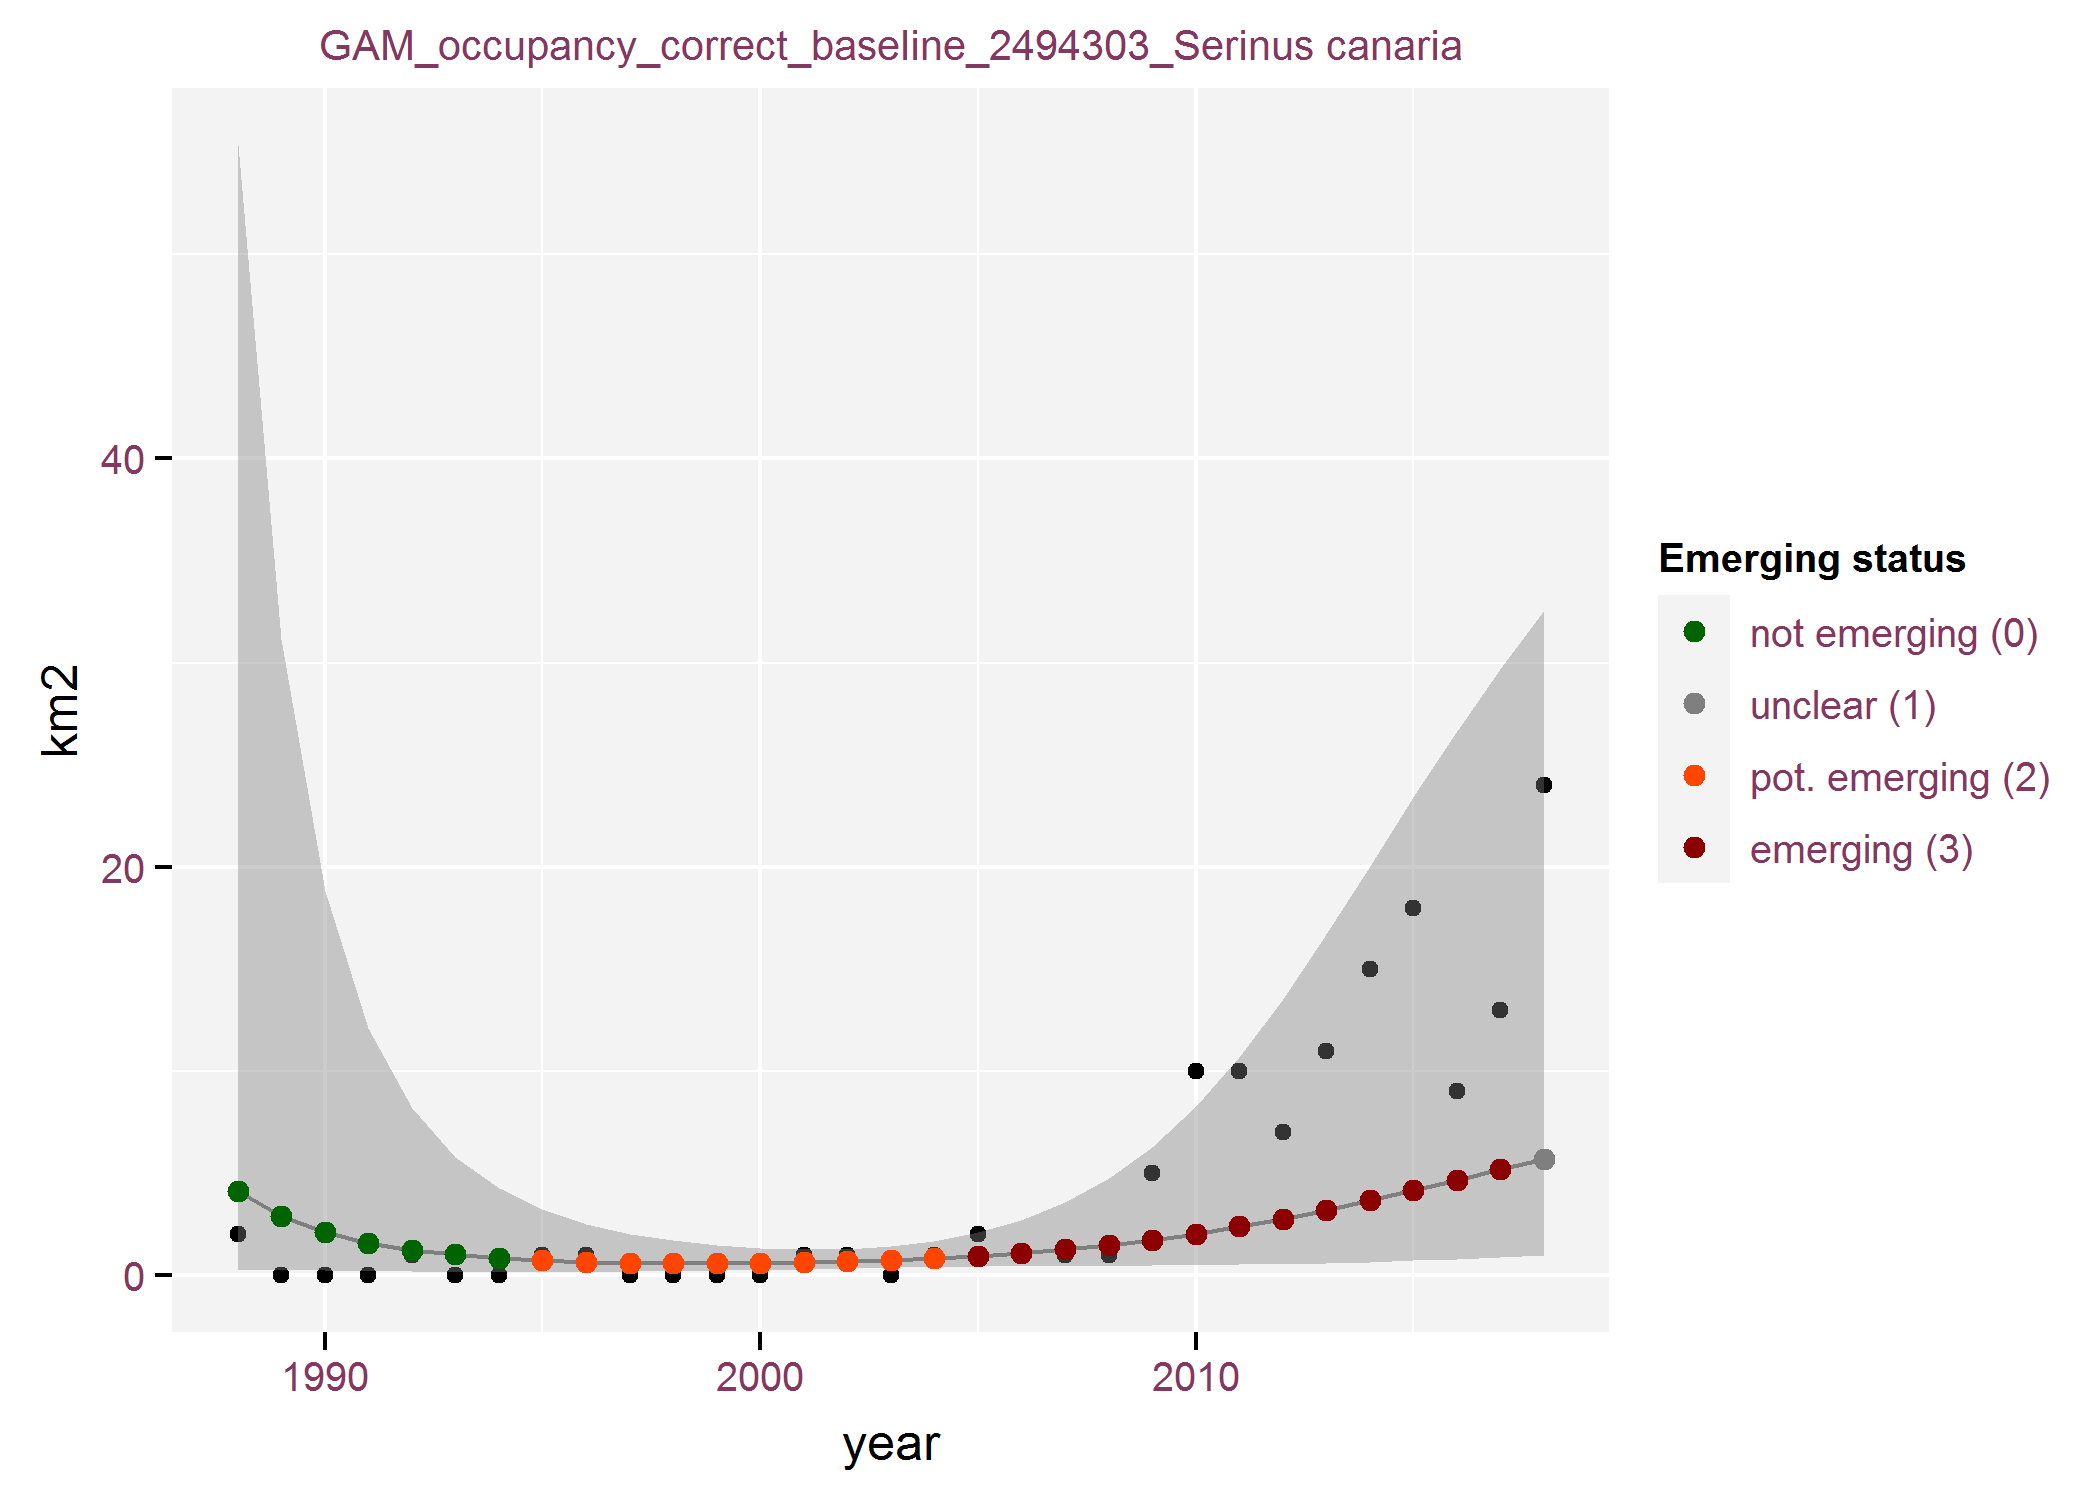 GAM_occupancy_correct_baseline_2494303_Serinus canaria
km2
40
20
0
1990
2000
2010
year
Emerging status
not emerging (0)
unclear (1)
pot. emerging (2)
emerging (3)